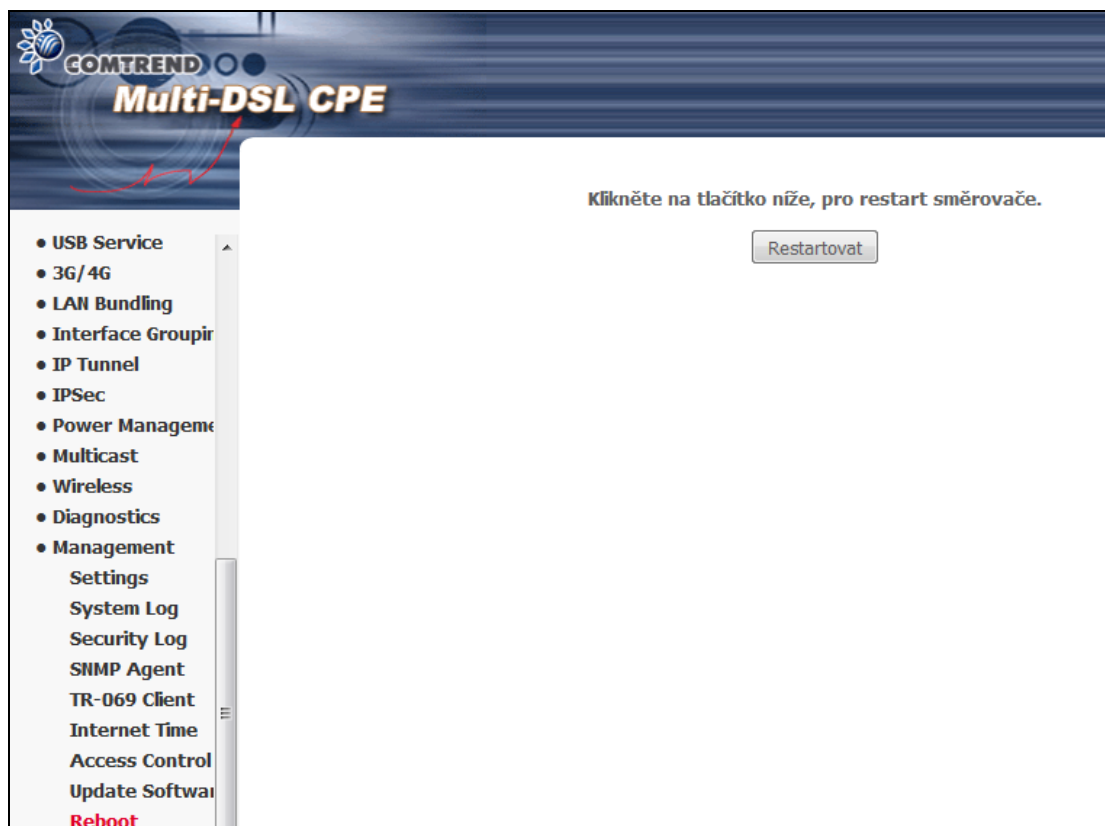 COMTREND
Multi-DSL CPE
Klikněte na tlačítko níže, pro restart směrovače.
Restartovat
USB Service
3G/4G
LAN Bundling
Interface Groupin
IP Tunnel
IPSec
Power Manageme
Multicast
Wireless
Diagnostics
Management
Settings
System Log
Security Log
SNMP Agent
TR-069 Client
Internet Time
Access Control
Update Softwar
Reboot